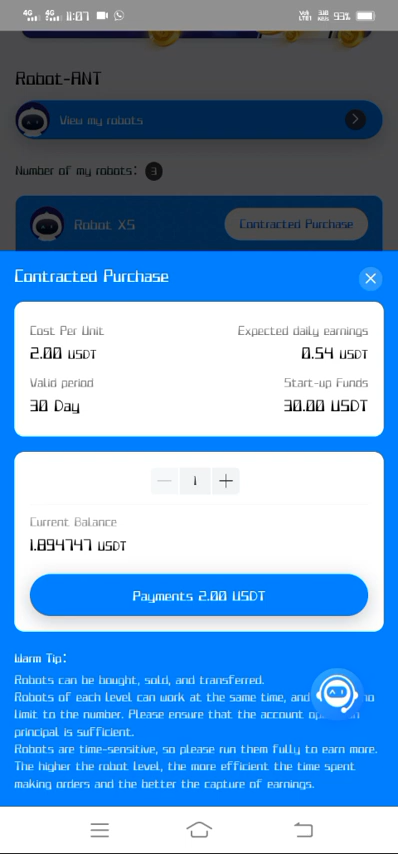 4G 4G 11:07 93%
Robot-ANT
View my robots
Number of my robots: 3
Robot XS Contracted Purchase
Contracted Purchase
Cost Per Unit Expected daily earnings
2.00 USDT 0.54 USDT
Valid period Start-up Funds
30 Day 30.00 USDT
1
Current Balance
1.894747 USDT
Payments 2.00 USDT
Warm Tip:
Robots can be bought, sold, and transferred.
Robots of each level can work at the same time, and no
limit to the number. Please ensure that the account
principal is sufficient.
Robots are time-sensitive, so please run them fully to earn more.
The higher the robot level, the more efficient the time spent
making orders and the better the capture of earnings.